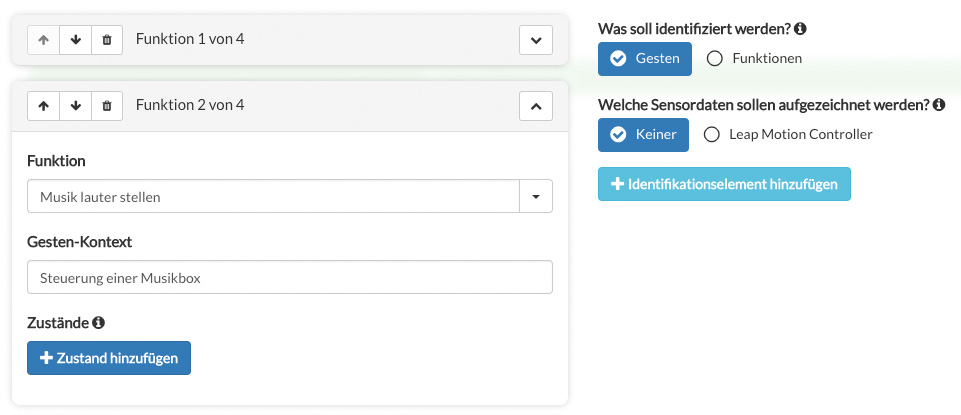 Funktion 1 von 4
Funktion 2 von 4
Funktion
Musik lauter stellen
Gesten-Kontext
Steuerung einer Musikbox
Zustände
Zustand hinzufügen
Was soll identifiziert werden?
Gesten Funktionen
Welche Sensordaten sollen aufgezeichnet werden?
Keiner Leap Motion Controller
Identifikationselement hinzufügen